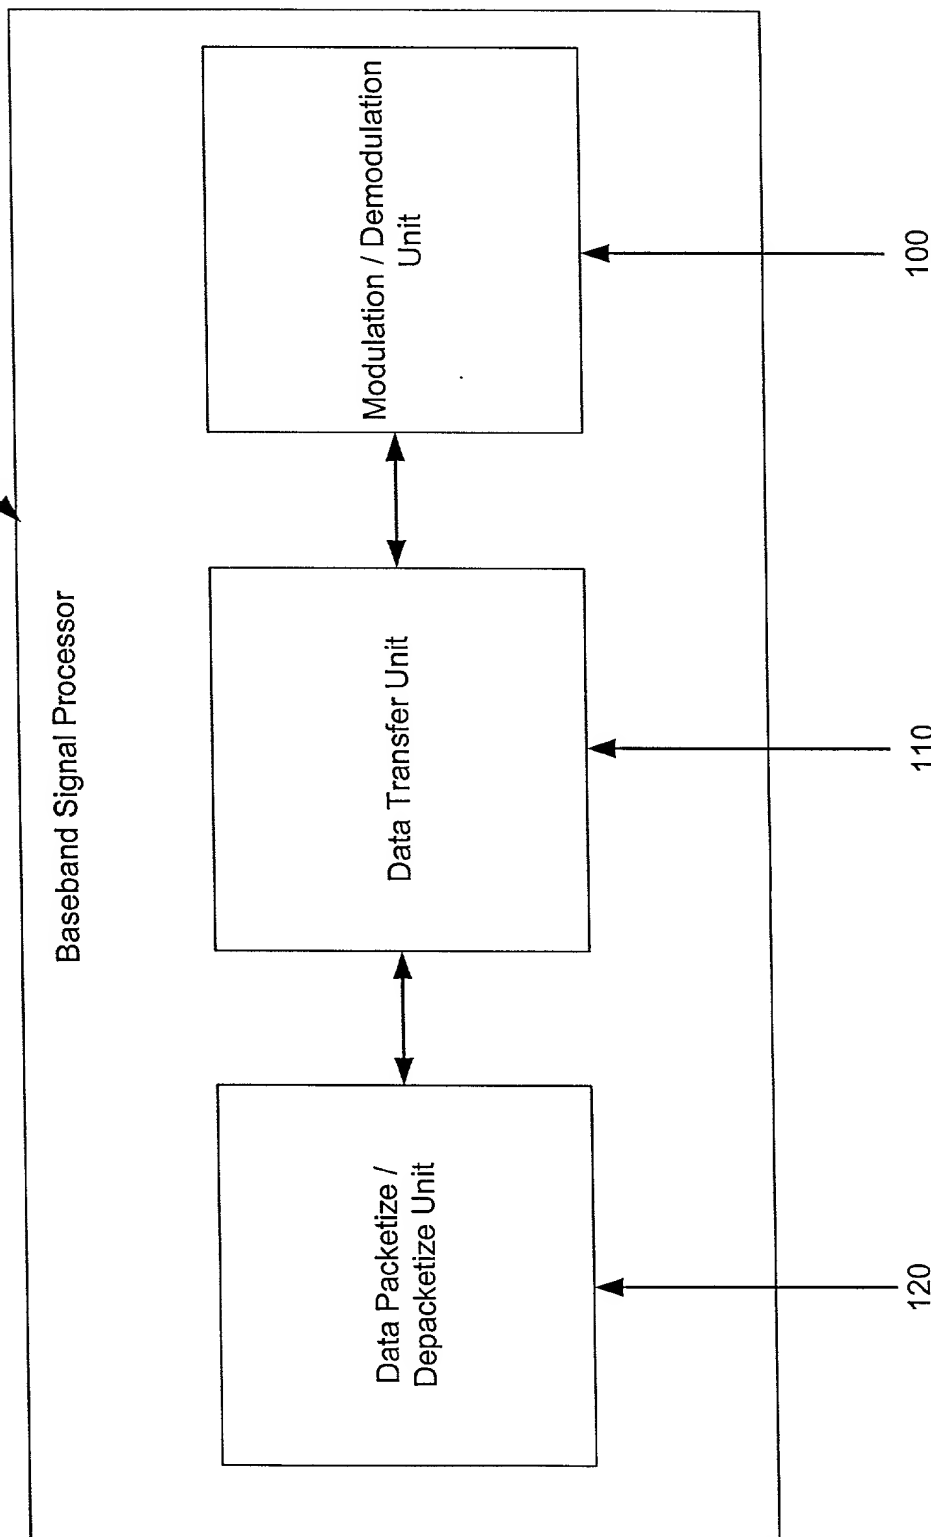 Baseband Signal Processor
Data Packetize /
Depacketize Unit
Data Transfer Unit
Modulation / Demodulation
Unit
120
110
100